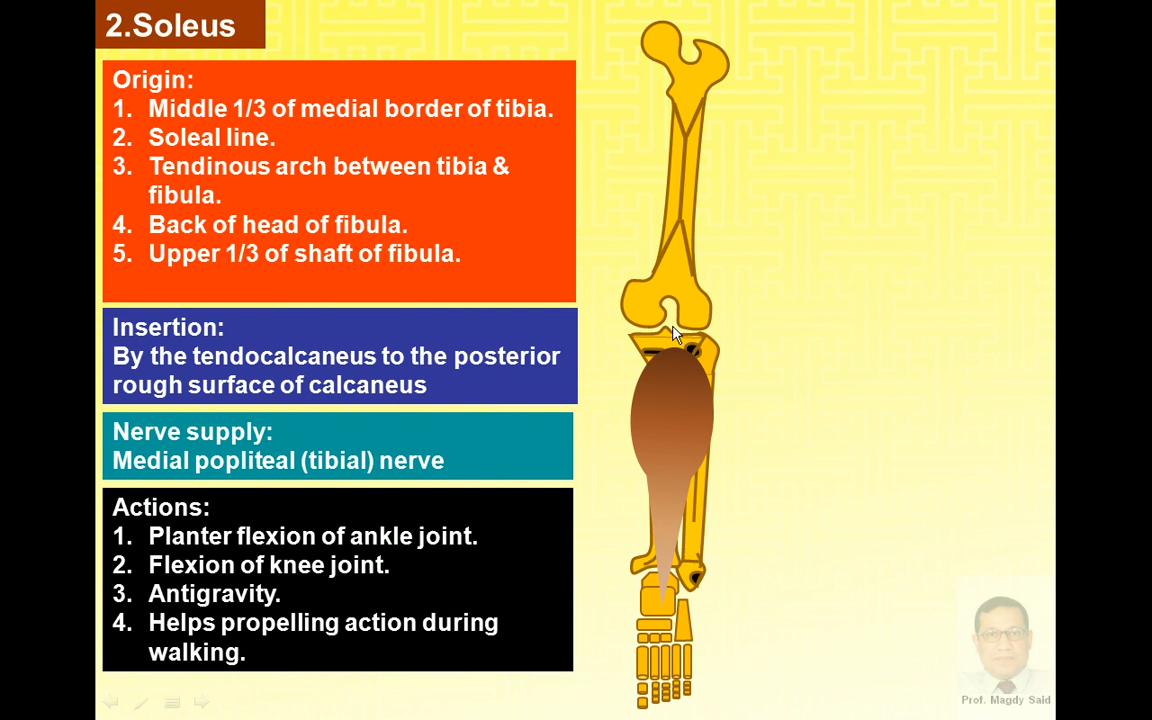 2.Soleus
Origin:
1. Middle 1/3 of medial border of tibia.
2. Soleal line.
3. Tendinous arch between tibia &
fibula.
4. Back of head of fibula.
5. Upper 1/3 of shaft of fibula.
Insertion:
By the tendocalcaneus to the posterior
rough surface of calcaneus
Nerve supply:
Medial popliteal (tibial) nerve
Actions:
1. Planter flexion of ankle joint.
2. Flexion of knee joint.
3. Antigravity.
4. Helps propelling action during
walking.
Prof. Magdy Said